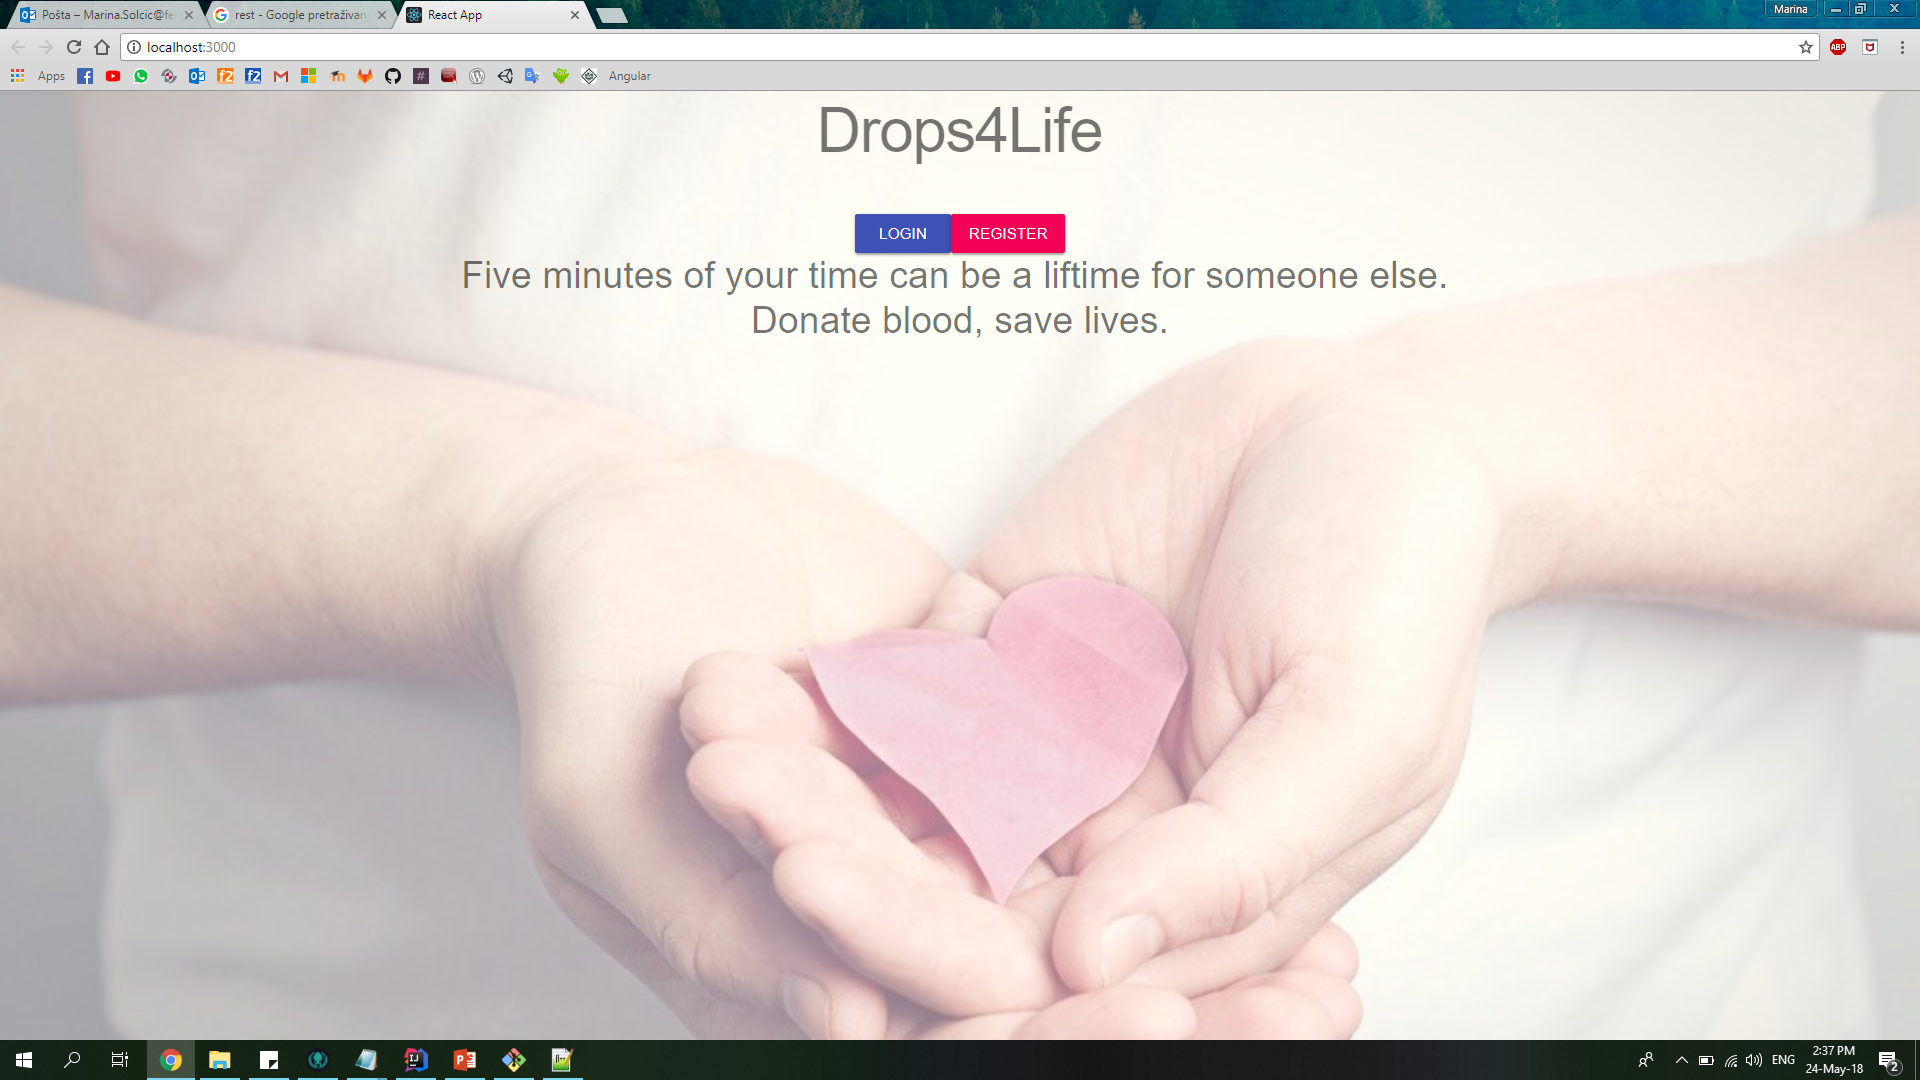 Pošta – Marina.Solcic@fe
rest - Google pretraživan
React App
Marina
localhost:3000
ABP
Apps
Angular
Drops4Life
LOGIN
REGISTER
Five minutes of your time can be a liftime for someone else.
Donate blood, save lives.
ENG
2:37 PM
24-May-18
2